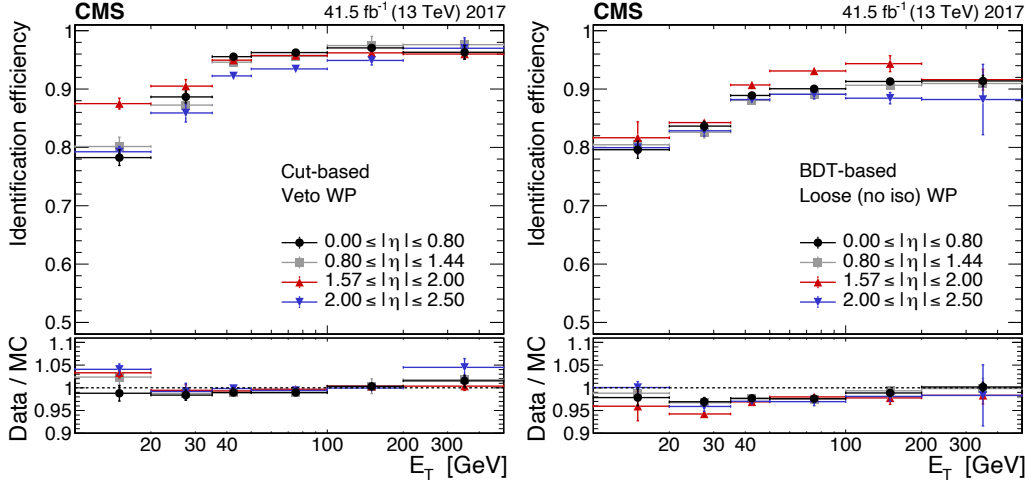 CMS 41.5 fb⁻¹ (13 TeV) 2017
Identification efficiency
1
0.9
0.8
0.7
0.6
0.5
Cut-based
Veto WP
0.00 ≤ | η | ≤ 0.80
0.80 ≤ | η | ≤ 1.44
1.57 ≤ | η | ≤ 2.00
2.00 ≤ | η | ≤ 2.50
Data / MC
1.1
1.05
1
0.95
0.9
20 30 40 100 200 300
E_T [GeV]
CMS 41.5 fb⁻¹ (13 TeV) 2017
Identification efficiency
1
0.9
0.8
0.7
0.6
0.5
BDT-based
Loose (no iso) WP
0.00 ≤ | η | ≤ 0.80
0.80 ≤ | η | ≤ 1.44
1.57 ≤ | η | ≤ 2.00
2.00 ≤ | η | ≤ 2.50
Data / MC
1.1
1.05
1
0.95
0.9
20 30 40 100 200 300
E_T [GeV]